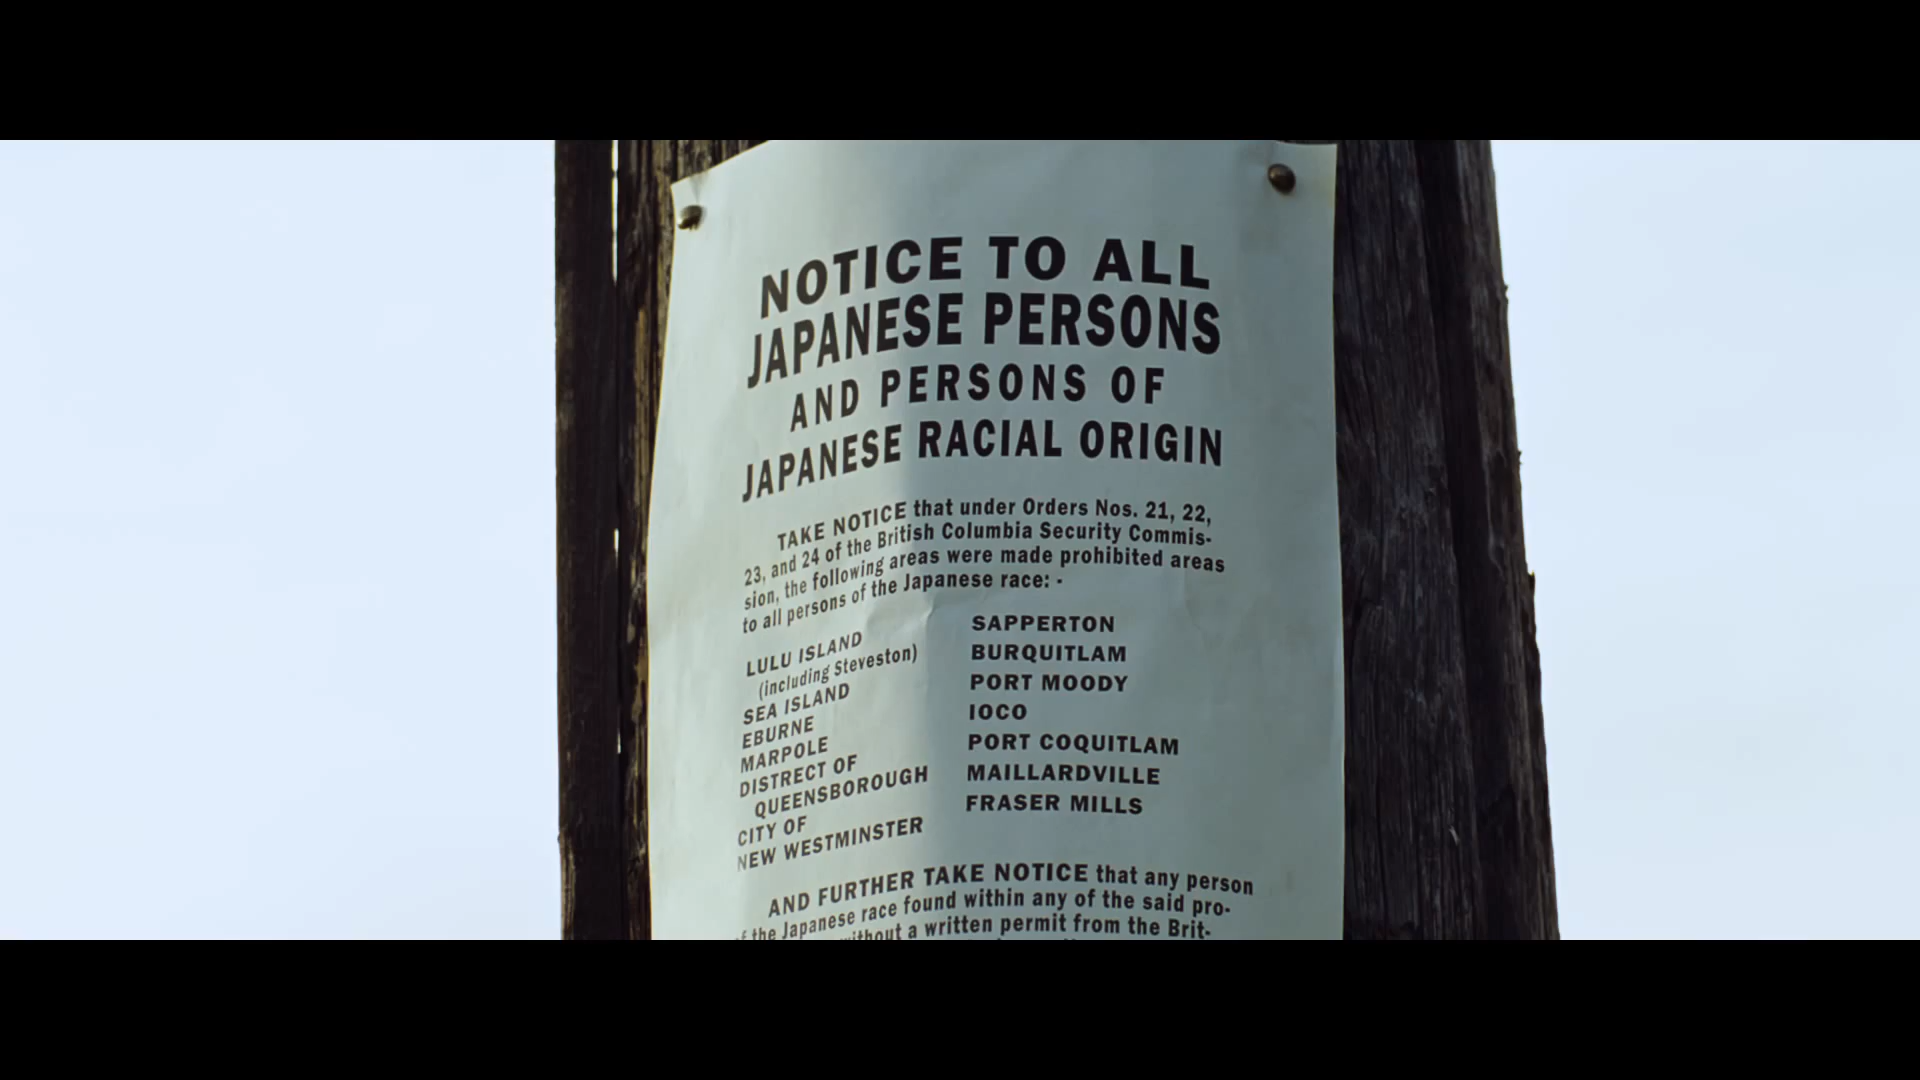 NOTICE TO ALL
JAPANESE PERSONS
AND PERSONS OF
JAPANESE RACIAL ORIGIN
TAKE NOTICE that under Orders Nos. 21, 22,
23, and 24 of the British Columbia Security Commis-
sion, the following areas were made prohibited areas
to all persons of the Japanese race: -
LULU ISLAND
(including Steveston)
SEA ISLAND
EBURNE
MARPOLE
DISTRECT OF
QUEENSBOROUGH
CITY OF
NEW WESTMINSTER
SAPPERTON
BURQUITLAM
PORT MOODY
IOCO
PORT COQUITLAM
MAILLARDVILLE
FRASER MILLS
AND FURTHER TAKE NOTICE that any person
of the Japanese race found within any of the said pro-
without a written permit from the Brit-